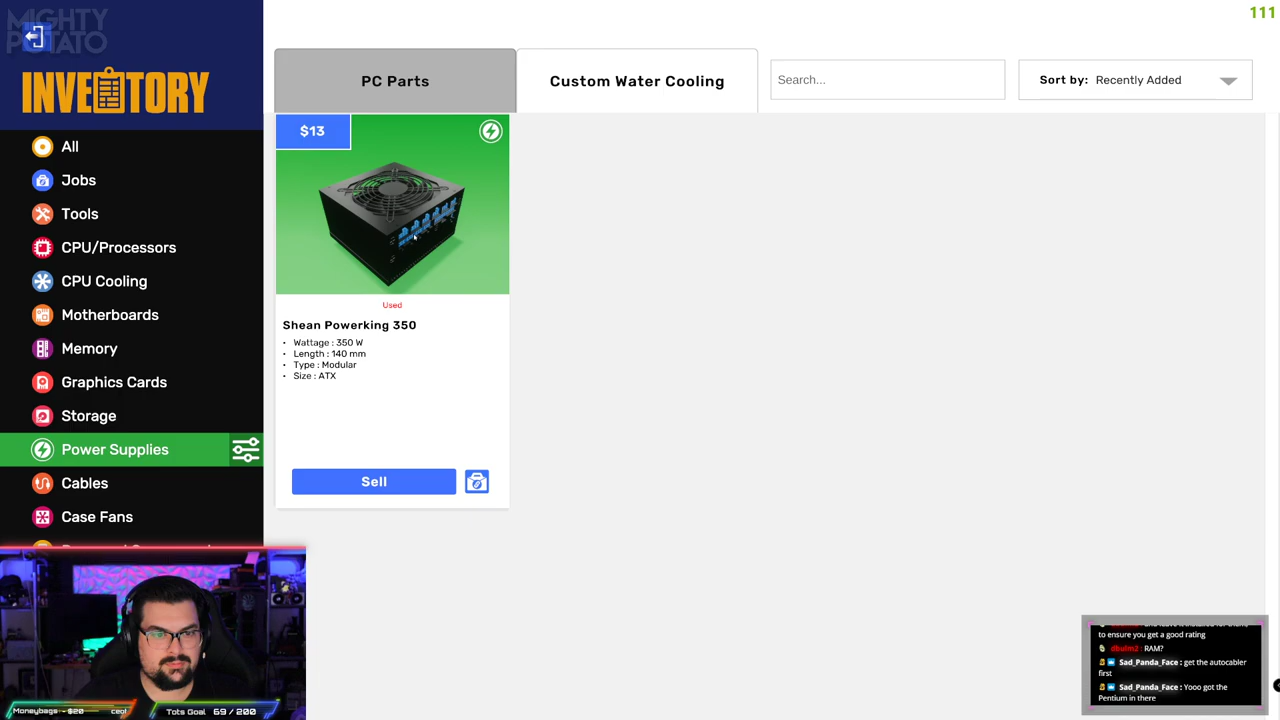 MIGHTY
POTATO
111
INVENTORY
PC Parts
Custom Water Cooling
Search...
Sort by: Recently Added
All
Jobs
Tools
CPU/Processors
CPU Cooling
Motherboards
Memory
Graphics Cards
Storage
Power Supplies
Cables
Case Fans
$13
Used
Shean Powerking 350
• Wattage : 350 W
• Length : 140 mm
• Type : Modular
• Size : ATX
Sell
Moneybags - $20
ceol
Tots Goal 69 / 200
to ensure you get a good rating
dbulm2: RAM?
Sad_Panda_Face : get the autocabler
first
Sad_Panda_Face : Yooo got the
Pentium in there